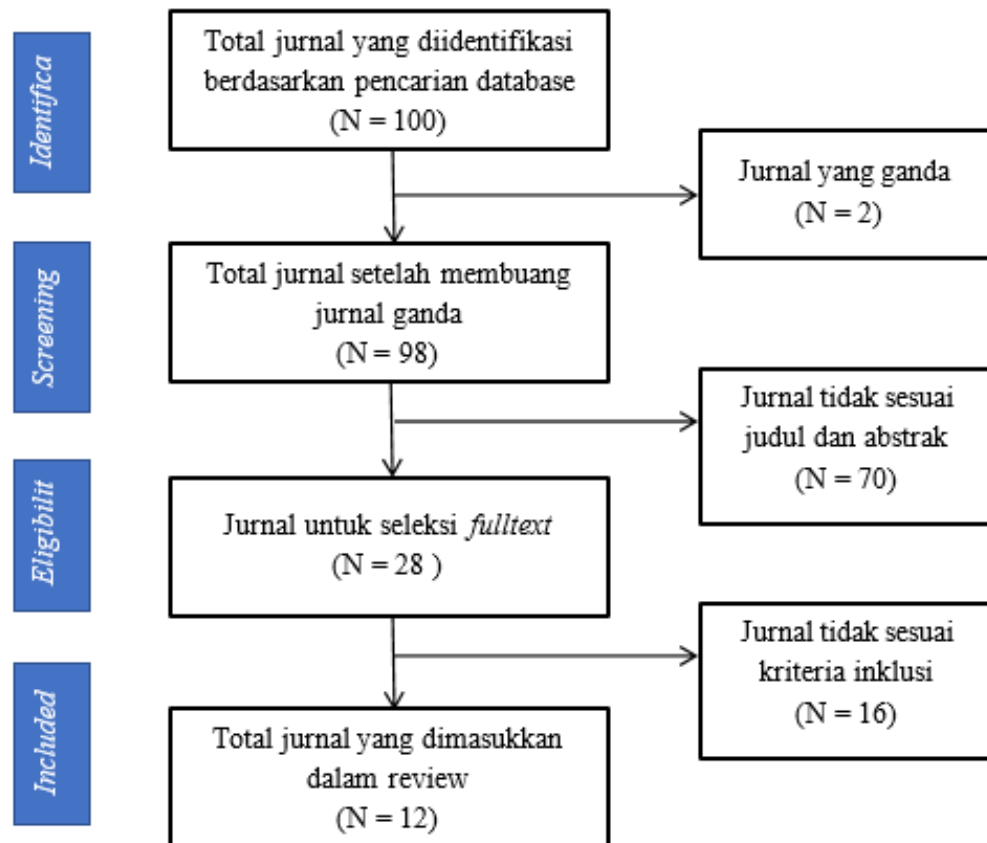 Identifica
Total jurnal yang diidentifikasi
berdasarkan pencarian database
(N = 100)
Jurnal yang ganda
(N = 2)
Screening
Total jurnal setelah membuang
jurnal ganda
(N = 98)
Jurnal tidak sesuai
judul dan abstrak
(N = 70)
Eligibilit
Jurnal untuk seleksi fulltext
(N = 28 )
Jurnal tidak sesuai
kriteria inklusi
(N = 16)
Included
Total jurnal yang dimasukkan
dalam review
(N = 12)